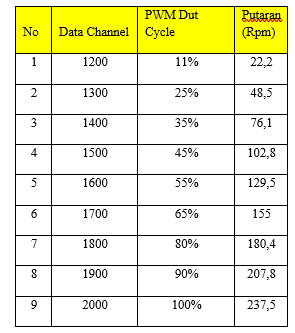 No Data Channel PWM Dut Cycle Putaran (Rpm)
1 1200 11% 22,2
2 1300 25% 48,5
3 1400 35% 76,1
4 1500 45% 102,8
5 1600 55% 129,5
6 1700 65% 155
7 1800 80% 180,4
8 1900 90% 207,8
9 2000 100% 237,5